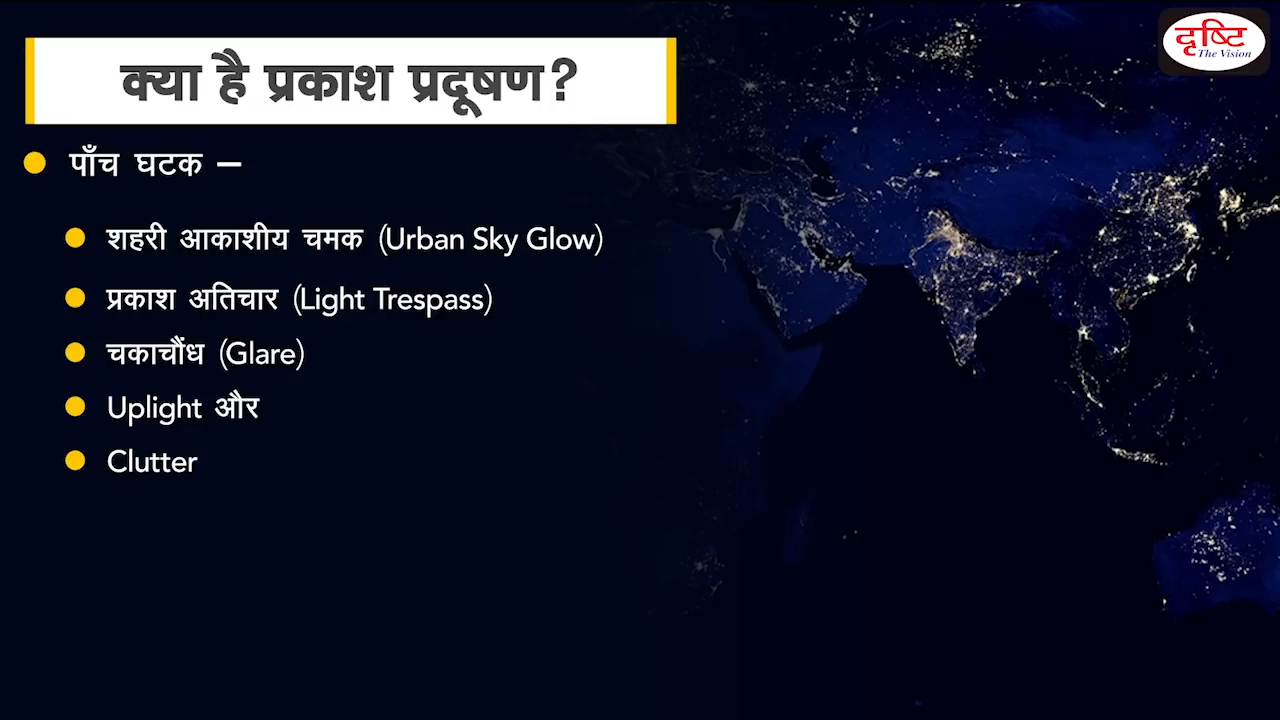 दृष्टि
The Vision
क्या है प्रकाश प्रदूषण?
पाँच घटक –
शहरी आकाशीय चमक (Urban Sky Glow)
प्रकाश अतिचार (Light Trespass)
चकाचौंध (Glare)
Uplight और
Clutter